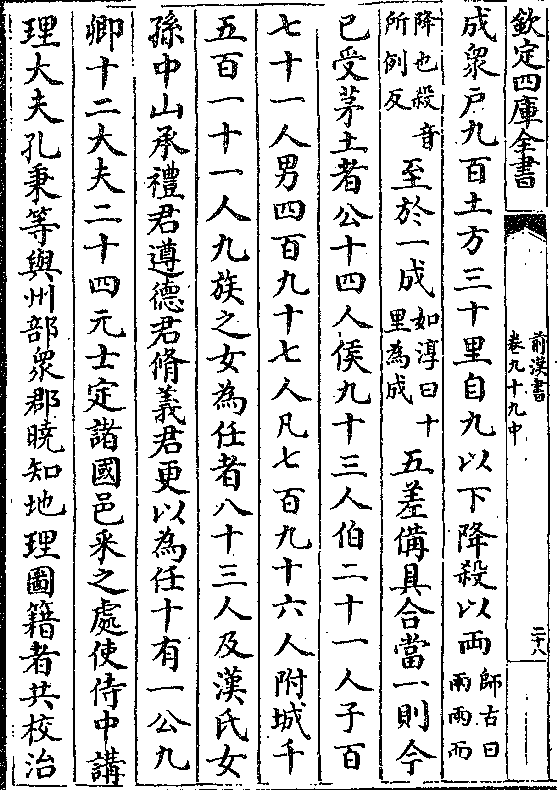 欽定四庫全書
前漢書
卷九十九中
二十八
成衆戶九百土方三十里自九以下降殺以両師古曰兩兩而
降也殺音所例反至於一成如淳曰十里為成五差備具合當一則今
已受茅土者公十四人侯九十三人伯二十一人子百
七十一人男四百九十七人凡七百九十六人附城千
五百一十一人九族之女為任者八十三人及漢氏女
孫中山承禮君遵德君脩義君更以為任十有一公九
卿十二大夫二十四元士定諸國邑采之處使侍中講
理大夫孔秉等與州部衆郡曉知地理圖籍者共校治